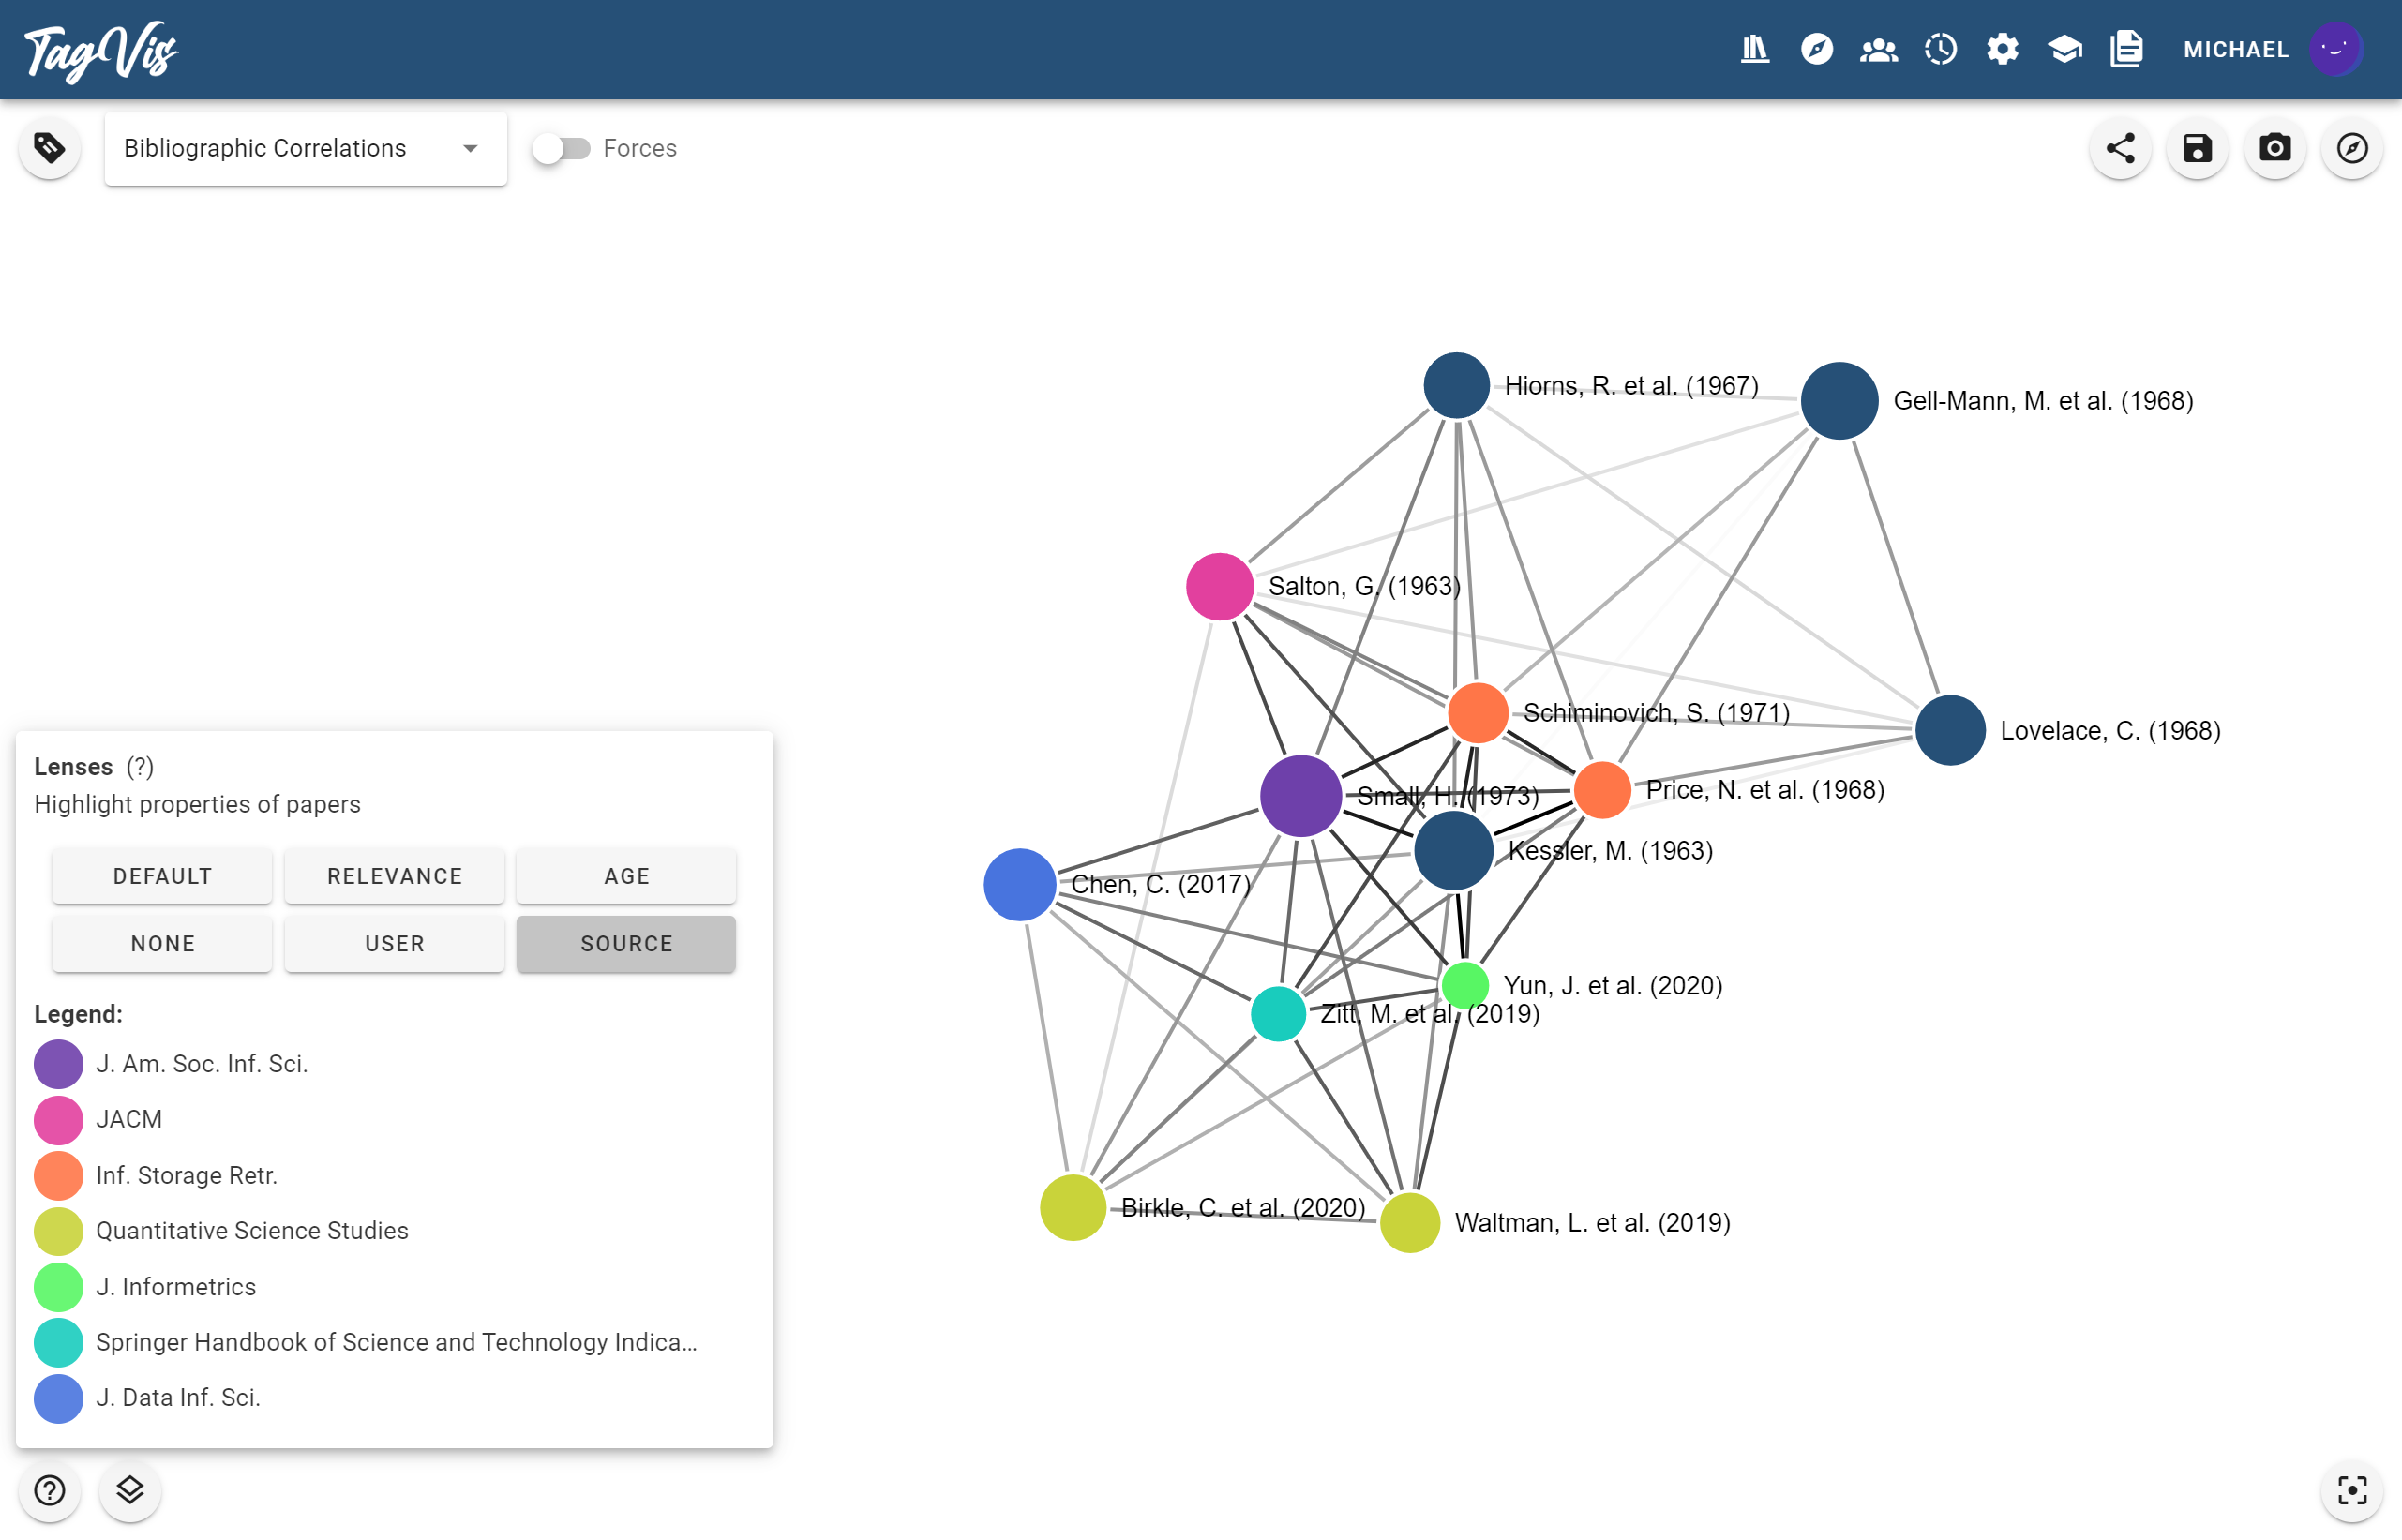 TagVis
MICHAEL
Bibliographic Correlations
Forces
Hiorns, R. et al. (1967)
Gell-Mann, M. et al. (1968)
Salton, G. (1963)
Schiminovich, S. (1971)
Lovelace, C. (1968)
Price, N. et al. (1968)
Small, H. (1973)
Kessler, M. (1963)
Chen, C. (2017)
Yun, J. et al. (2020)
Zitt, M. et al. (2019)
Birkle, C. et al. (2020)
Waltman, L. et al. (2019)
Lenses (?)
Highlight properties of papers
DEFAULT RELEVANCE AGE
NONE USER SOURCE
Legend:
J. Am. Soc. Inf. Sci.
JACM
Inf. Storage Retr.
Quantitative Science Studies
J. Informetrics
Springer Handbook of Science and Technology Indica...
J. Data Inf. Sci.